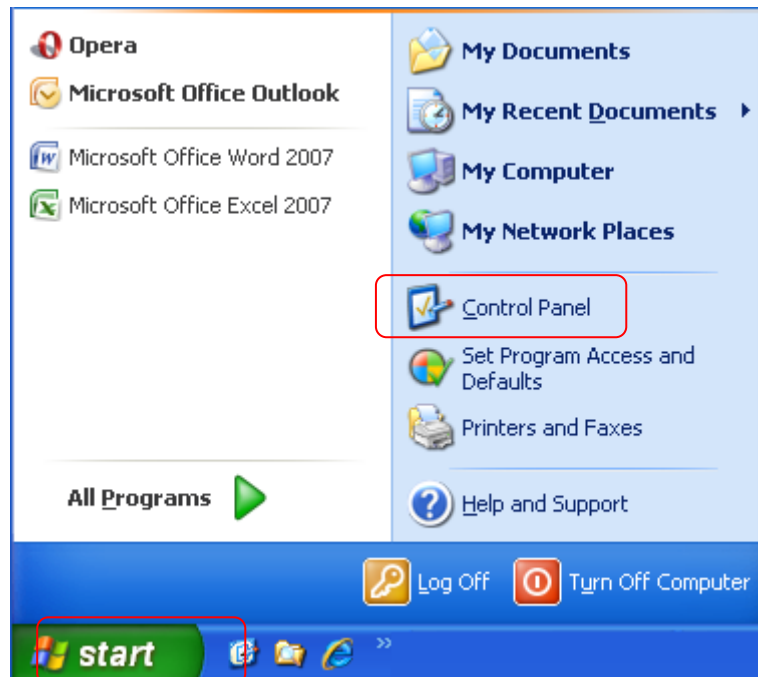 Opera
Microsoft Office Outlook
Microsoft Office Word 2007
Microsoft Office Excel 2007
All Programs
My Documents
My Recent Documents
My Computer
My Network Places
Control Panel
Set Program Access and
Defaults
Printers and Faxes
Help and Support
Log Off
Turn Off Computer
start